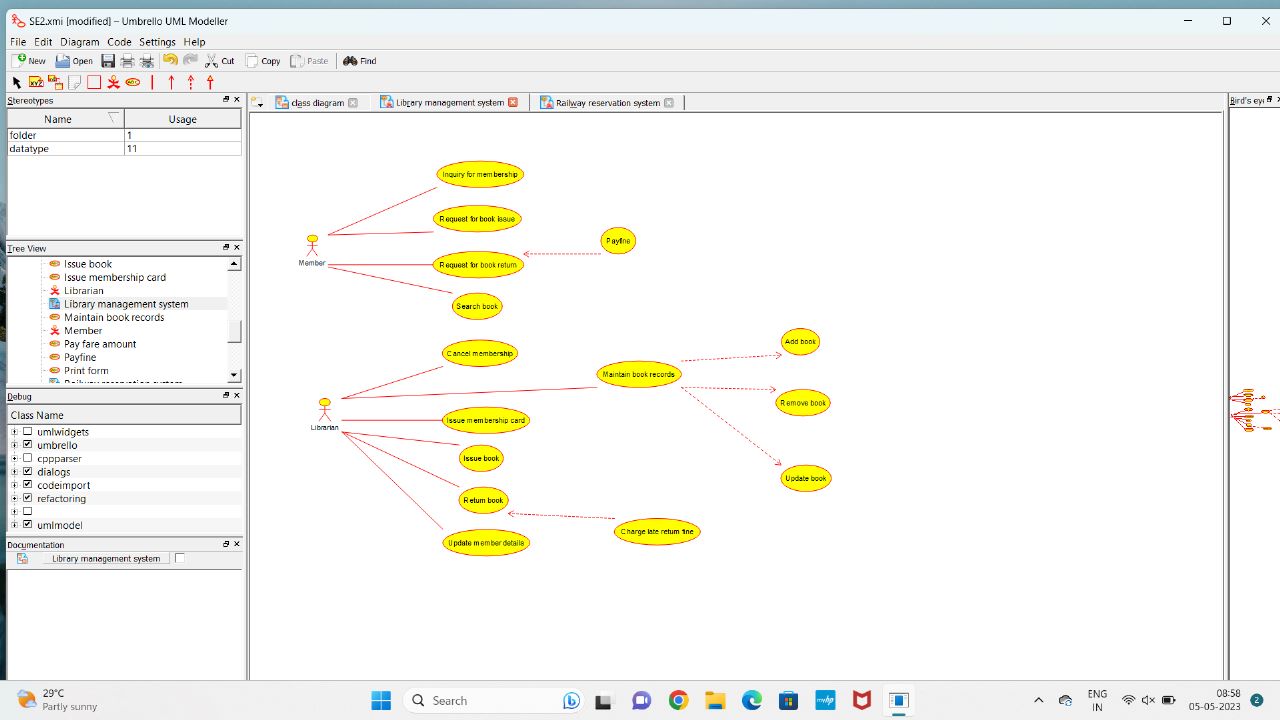 SE2.xmi [modified] – Umbrello UML Modeller
File Edit Diagram Code Settings Help
New Open Cut Copy Paste Find
Stereotypes
Name Usage
folder 1
datatype 11
Tree View
Issue book
Issue membership card
Librarian
Library management system
Maintain book records
Member
Pay fare amount
Payfine
Print form
Railway reservation system
Debug
Class Name
umlwidgets
umbrello
cppparser
dialogs
codeimport
refactoring
umlmodel
Documentation
Library management system
class diagram
Library management system
Railway reservation system
Bird's eye
Inquiry for membership
Request for book issue
Payfine
Member
Request for book return
Search book
Add book
Cancel membership
Maintain book records
Remove book
Issue membership card
Librarian
Issue book
Update book
Return book
Charge late return fine
Update member details
29°C
Partly sunny
Search
ENG
IN
08:58
05-05-2023
2